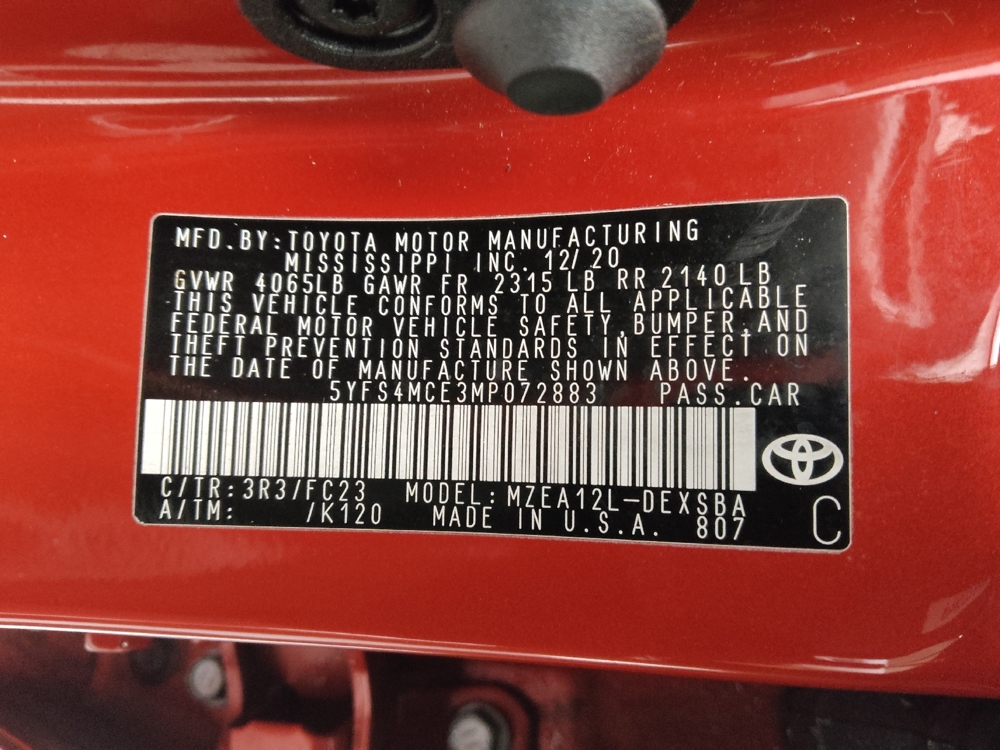 MFD.BY:TOYOTA MOTOR MANUFACTURING
MISSISSIPPI INC. 12/20
GVWR 4065LB GAWR FR 2315 LB RR 2140 LB
THIS VEHICLE CONFORMS TO ALL APPLICABLE
FEDERAL MOTOR VEHICLE SAFETY,BUMPER,AND
THEFT PREVENTION STANDARDS IN EFFECT ON
THE DATE OF MANUFACTURE SHOWN ABOVE.
5YFS4MCE3MP072883 PASS.CAR
C/TR:3R3/FC23 MODEL:MZEA12L-DEXSBA
A/TM: /K120 MADE IN U.S.A. 807
C